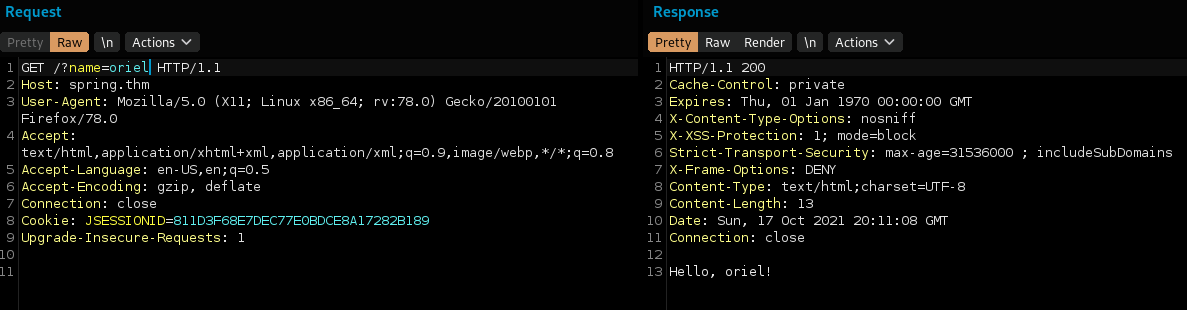 Request
Pretty Raw \n Actions
1 GET /?name=oriel HTTP/1.1
2 Host: spring.thm
3 User-Agent: Mozilla/5.0 (X11; Linux x86_64; rv:78.0) Gecko/20100101
Firefox/78.0
4 Accept:
text/html,application/xhtml+xml,application/xml;q=0.9,image/webp,*/*;q=0.8
5 Accept-Language: en-US,en;q=0.5
6 Accept-Encoding: gzip, deflate
7 Connection: close
8 Cookie: JSESSIONID=811D3F68E7DEC77E0BDCE8A17282B189
9 Upgrade-Insecure-Requests: 1
10
11
Response
Pretty Raw Render \n Actions
1 HTTP/1.1 200
2 Cache-Control: private
3 Expires: Thu, 01 Jan 1970 00:00:00 GMT
4 X-Content-Type-Options: nosniff
5 X-XSS-Protection: 1; mode=block
6 Strict-Transport-Security: max-age=31536000 ; includeSubDomains
7 X-Frame-Options: DENY
8 Content-Type: text/html;charset=UTF-8
9 Content-Length: 13
10 Date: Sun, 17 Oct 2021 20:11:08 GMT
11 Connection: close
12
13 Hello, oriel!